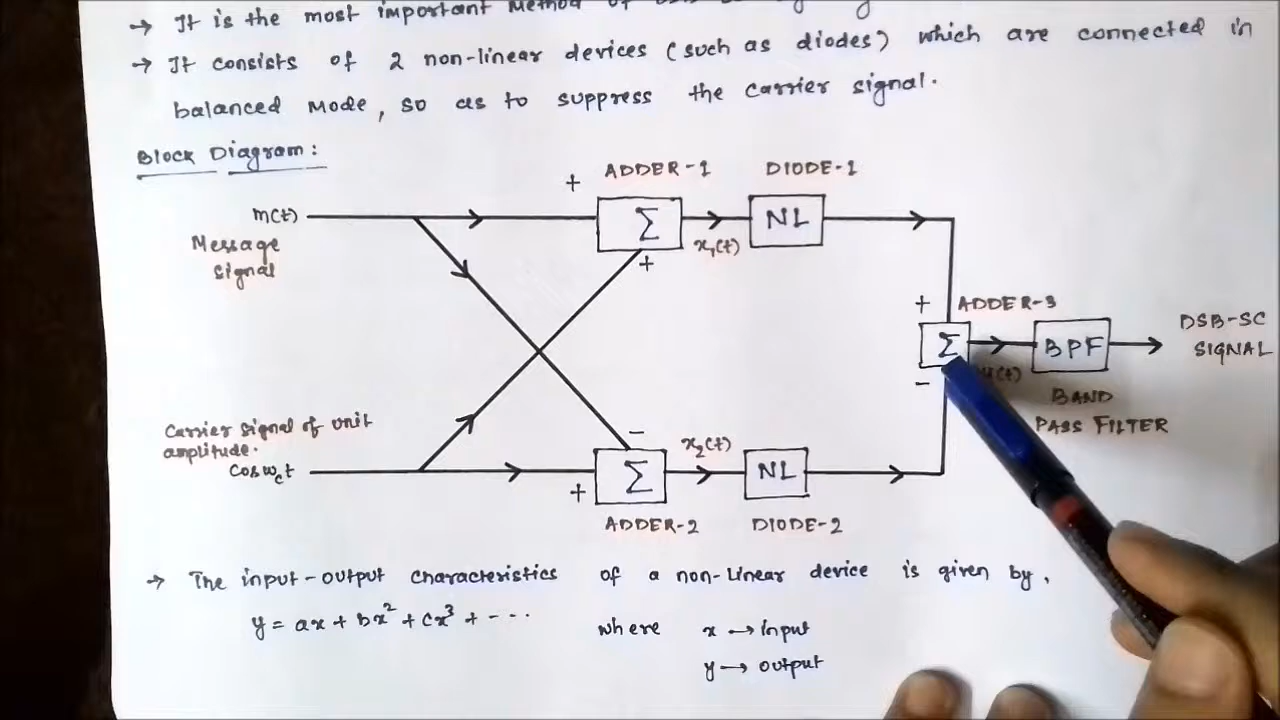 → It is the most important Method of
→ It consists of 2 non-linear devices (such as diodes) which are connected in
balanced mode, so as to suppress the carrier signal.
Block Diagram:
ADDER-1
DIODE-1
+
m(t)
Σ
NL
x₁(t)
+
Message
signal
+
ADDER-3
DSB-SC
SIGNAL
Σ
BPF
(t)
-
BAND
PASS FILTER
Carrier signal of unit
amplitude.
cos ω_c t
-
x₂(t)
Σ
NL
+
ADDER-2
DIODE-2
→ The input-output characteristics of a non-linear device is given by,
y = ax + bx² + cx³ + ----
where x → input
y → output